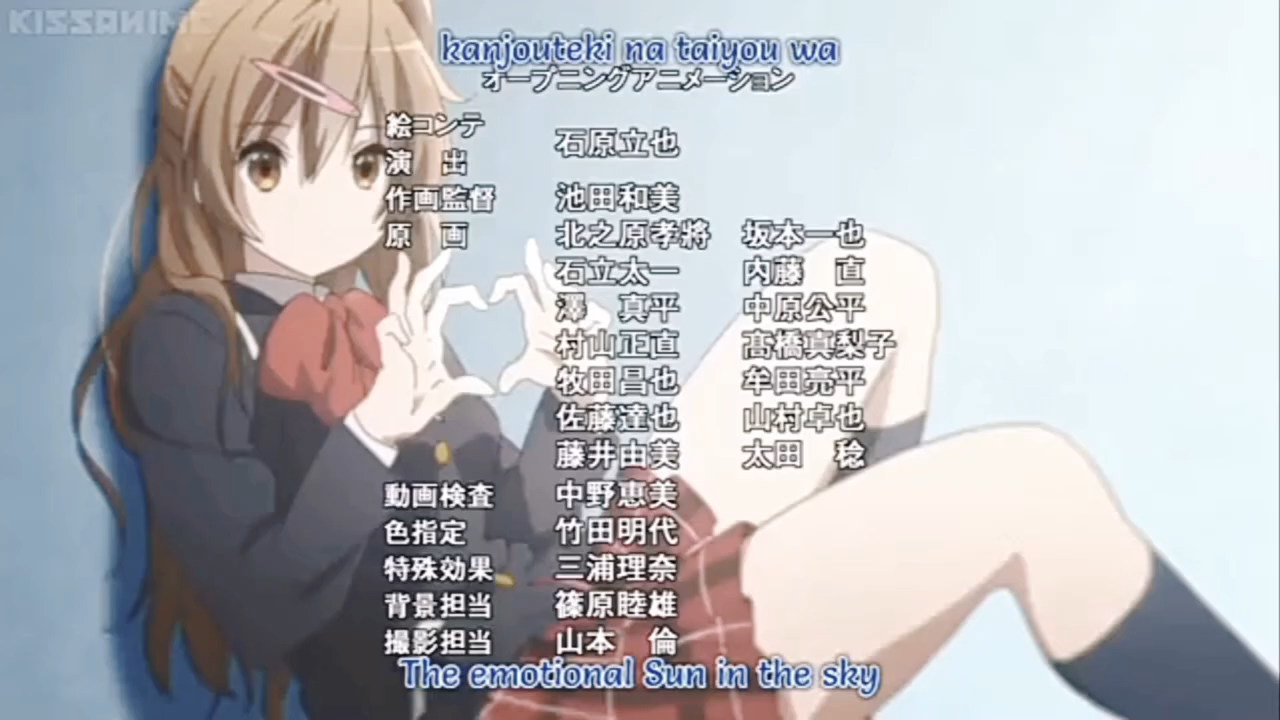 KISSANIME
kanjouteki na taiyou wa
オープニングアニメーション
絵コンテ
演　出
石原立也
作画監督　池田和美
原　画　北之原孝將　坂本一也
石立太一　内藤　直
澤　真平　中原公平
村山正直　髙橋真梨子
牧田昌也　牟田亮平
佐藤達也　山村卓也
藤井由美　太田　稔
動画検査　中野恵美
色指定　竹田明代
特殊効果　三浦理奈
背景担当　篠原睦雄
撮影担当　山本　倫
The emotional Sun in the sky